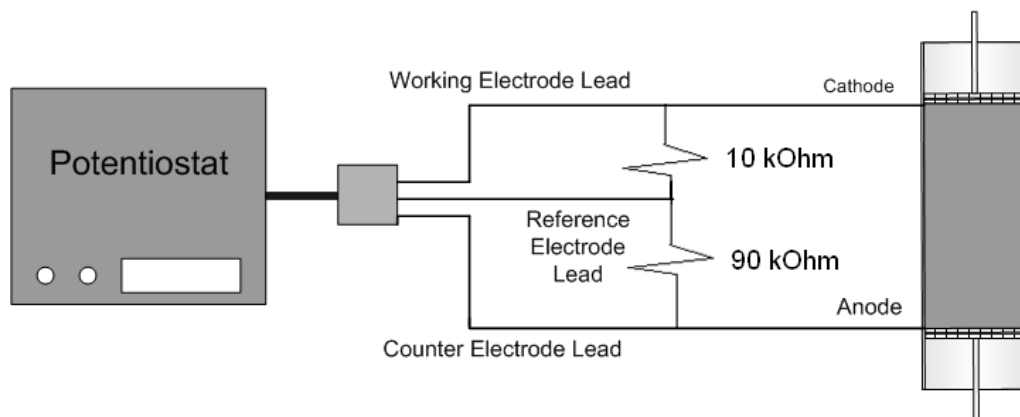 Working Electrode Lead
Cathode
Potentiostat
10 kOhm
Reference
Electrode
Lead
90 kOhm
Anode
Counter Electrode Lead